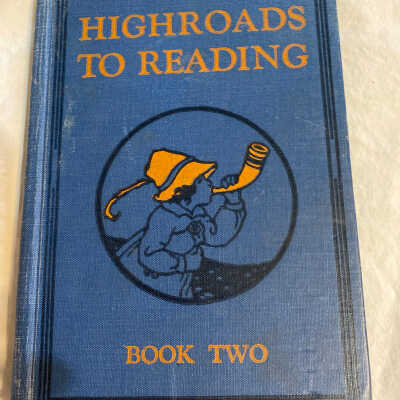 HIGHROADS
TO READING
BOOK TWO